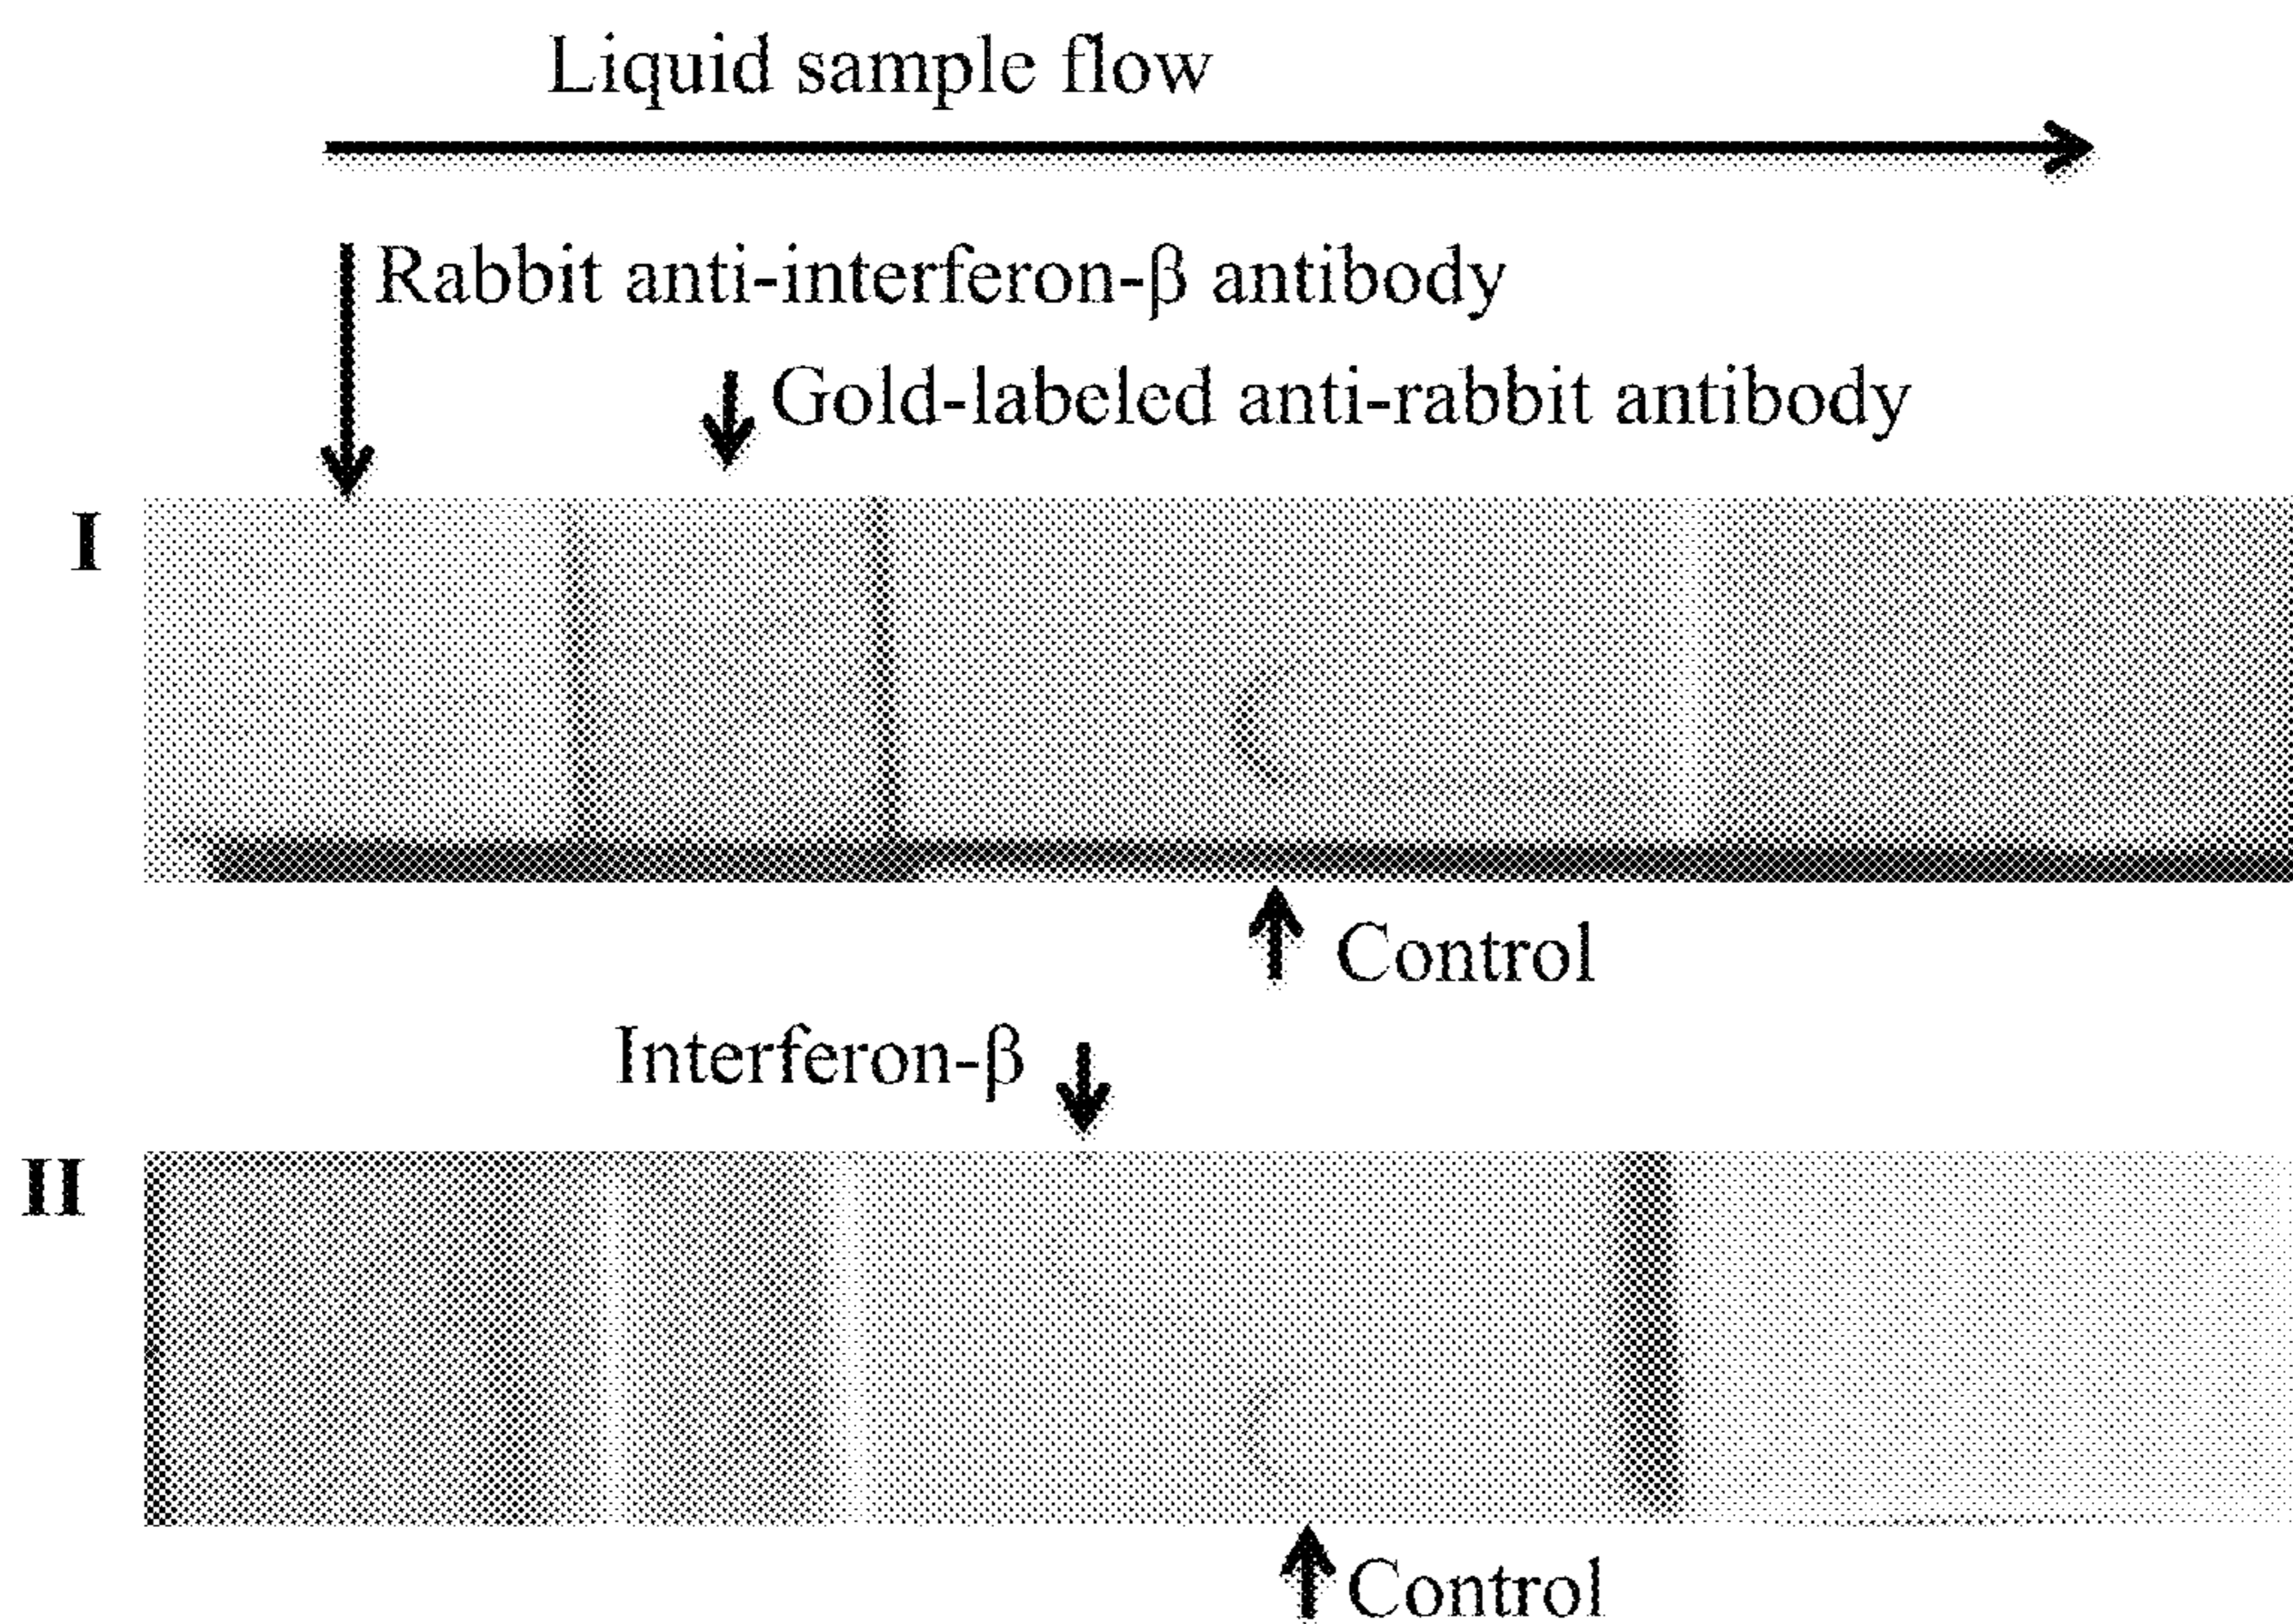 Liquid sample flow
Rabbit anti-interferon-β antibody
Gold-labeled anti-rabbit antibody
I
Control
Interferon-β
II
Control